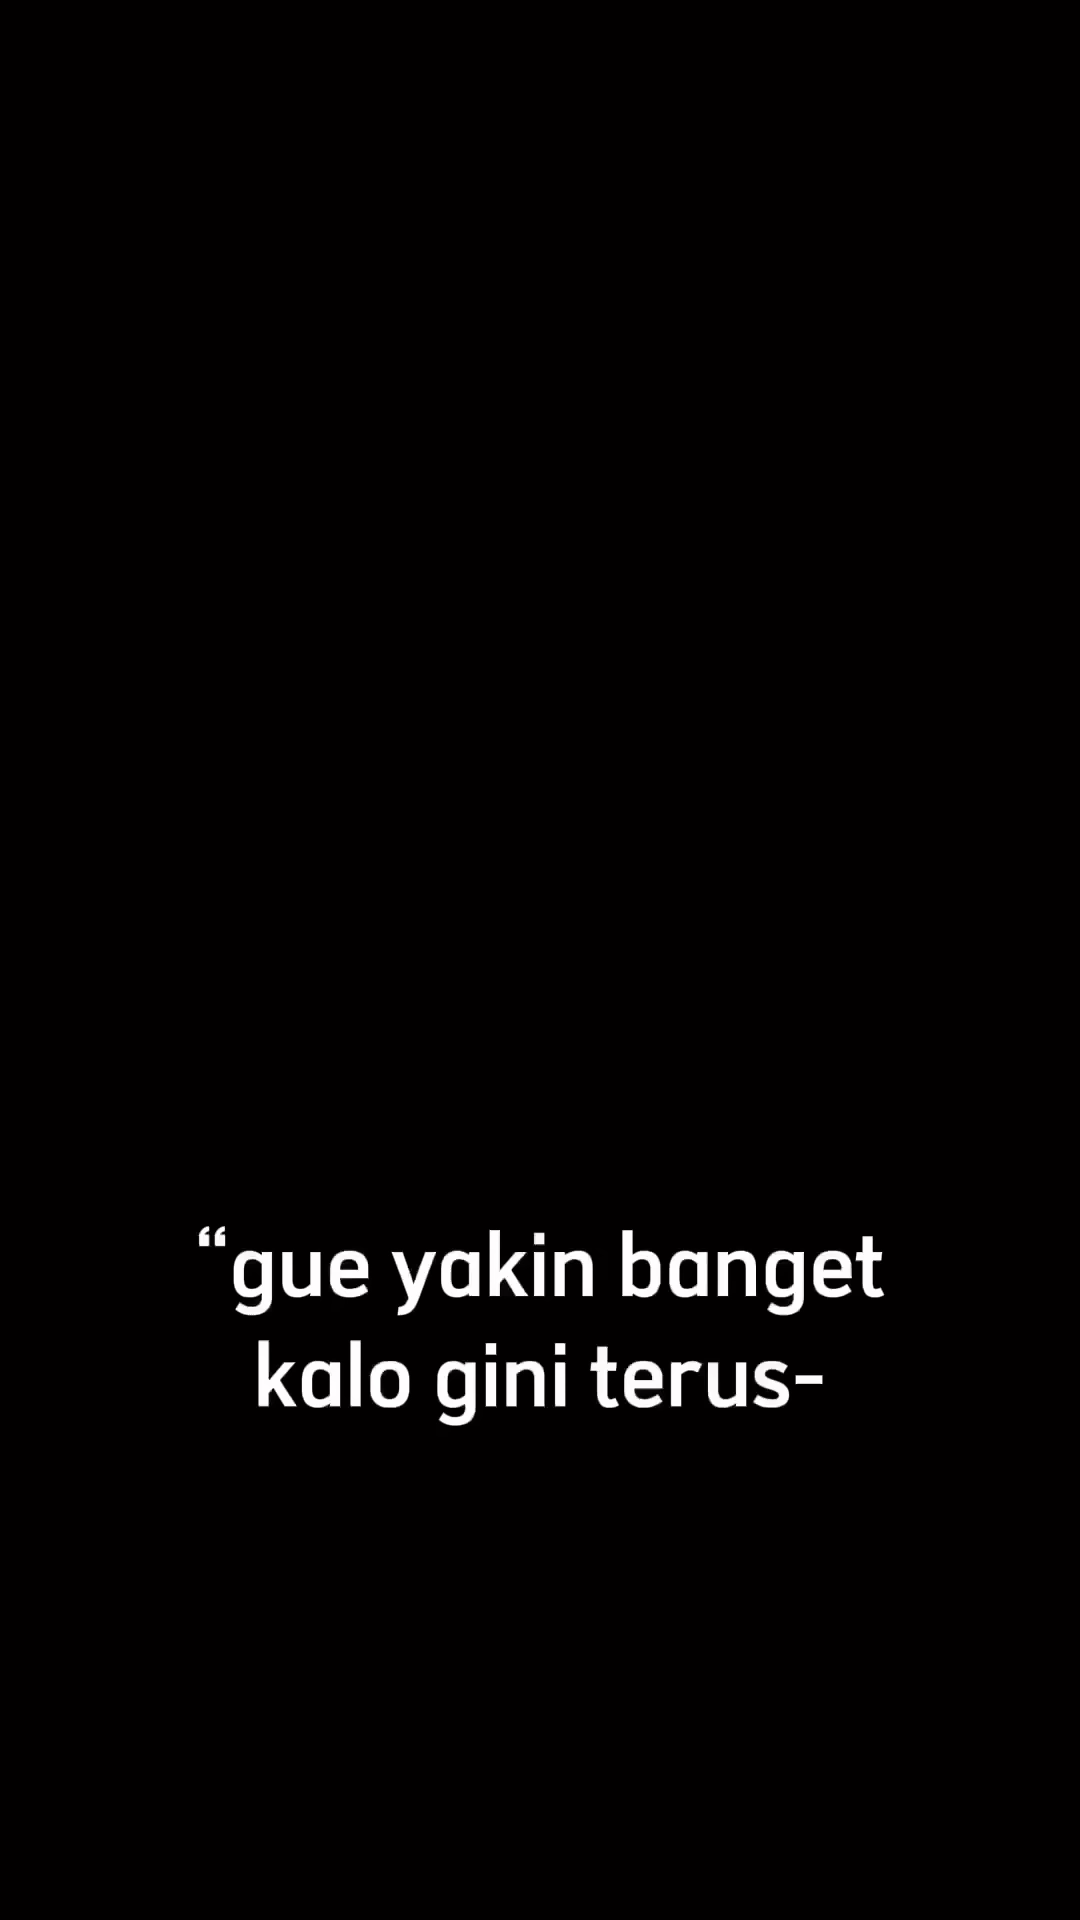 “gue yakin banget
kalo gini terus-